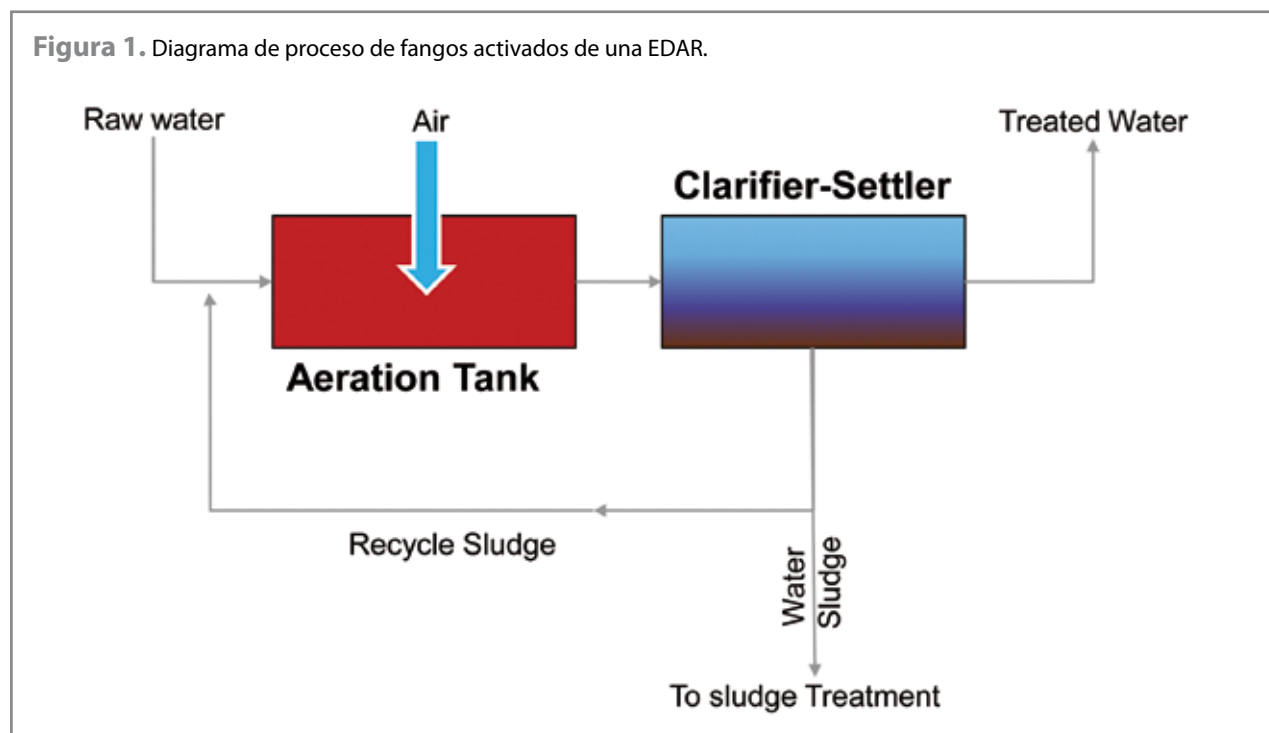 Figura 1. Diagrama de proceso de fangos activados de una EDAR.
Raw water
Air
Treated Water
Clarifier-Settler
Aeration Tank
Recycle Sludge
Water
Sludge
To sludge Treatment